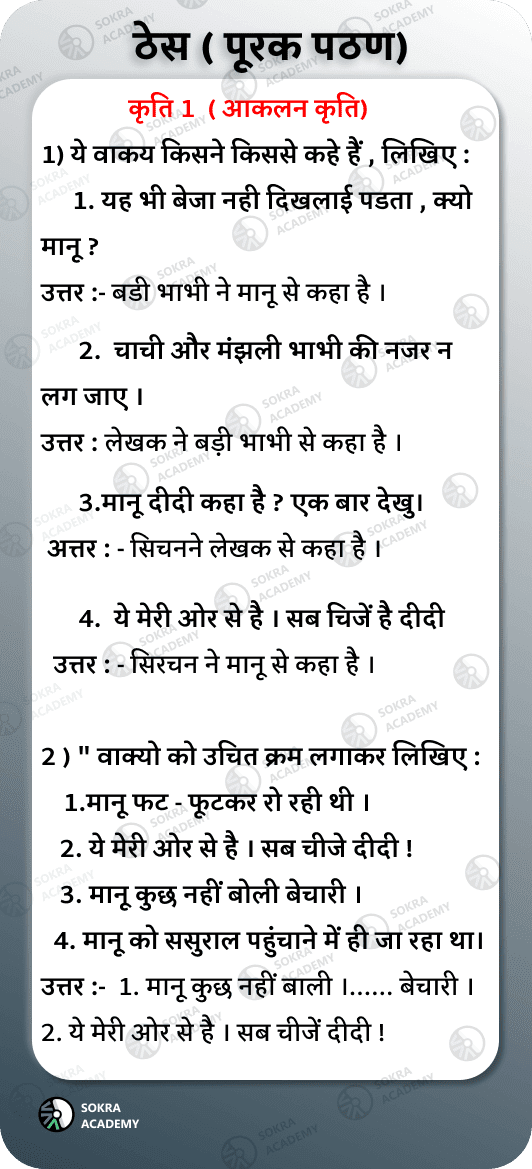 ठेस ( पूरक पठण)
कृति 1 ( आकलन कृति)
1) ये वाकय किसने किससे कहे हैं , लिखिए :
1. यह भी बेजा नही दिखलाई पडता , क्यो
मानू ?
उत्तर :- बडी भाभी ने मानू से कहा है ।
2. चाची और मंझली भाभी की नजर न
लग जाए ।
उत्तर : लेखक ने बड़ी भाभी से कहा है ।
3.मानू दीदी कहा है ? एक बार देखु।
अत्तर : - सिचनने लेखक से कहा है ।
4. ये मेरी ओर से है । सब चिजें है दीदी
उत्तर : - सिरचन ने मानू से कहा है ।
2 ) " वाक्यो को उचित क्रम लगाकर लिखिए :
1.मानू फट - फूटकर रो रही थी ।
2. ये मेरी ओर से है । सब चीजे दीदी !
3. मानू कुछ नहीं बोली बेचारी ।
4. मानू को ससुराल पहुंचाने में ही जा रहा था।
उत्तर :- 1. मानू कुछ नहीं बाली ।...... बेचारी ।
2. ये मेरी ओर से है । सब चीजें दीदी !
SOKRA
ACADEMY